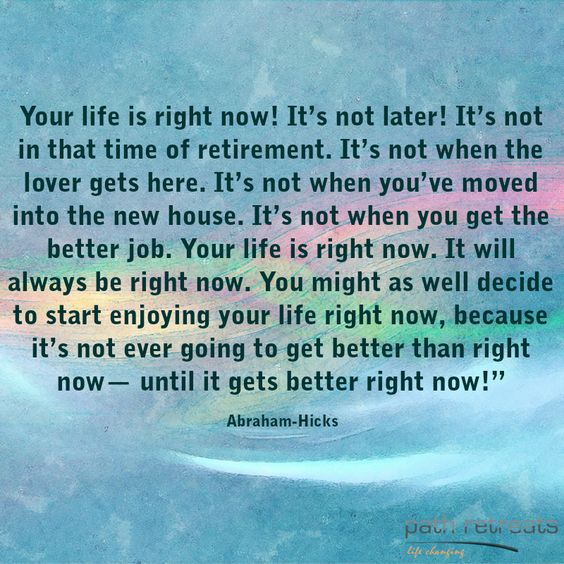 Your life is right now! It’s not later! It’s not
in that time of retirement. It’s not when the
lover gets here. It’s not when you’ve moved
into the new house. It’s not when you get the
better job. Your life is right now. It will
always be right now. You might as well decide
to start enjoying your life right now, because
it’s not ever going to get better than right
now— until it gets better right now!”
Abraham-Hicks
path retreats
life changing